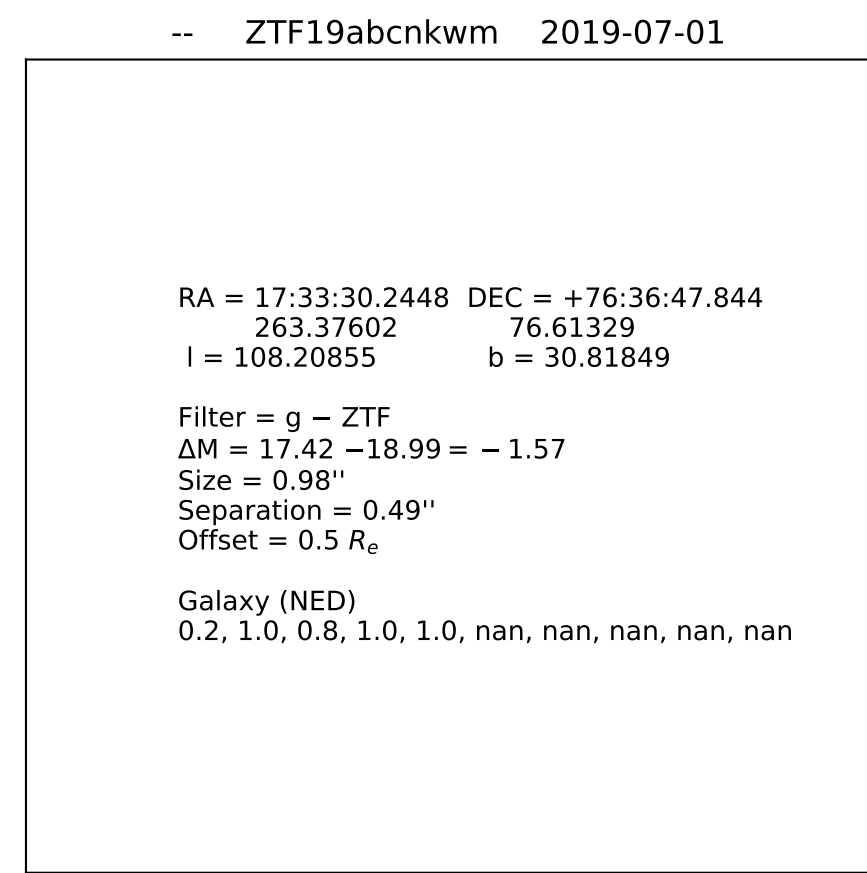 -- ZTF19abcnkwm 2019-07-01
RA = 17:33:30.2448 DEC = +76:36:47.844
263.37602 76.61329
l = 108.20855 b = 30.81849
Filter = g − ZTF
ΔM = 17.42 −18.99 = − 1.57
Size = 0.98''
Separation = 0.49''
Offset = 0.5 Rₑ
Galaxy (NED)
0.2, 1.0, 0.8, 1.0, 1.0, nan, nan, nan, nan, nan